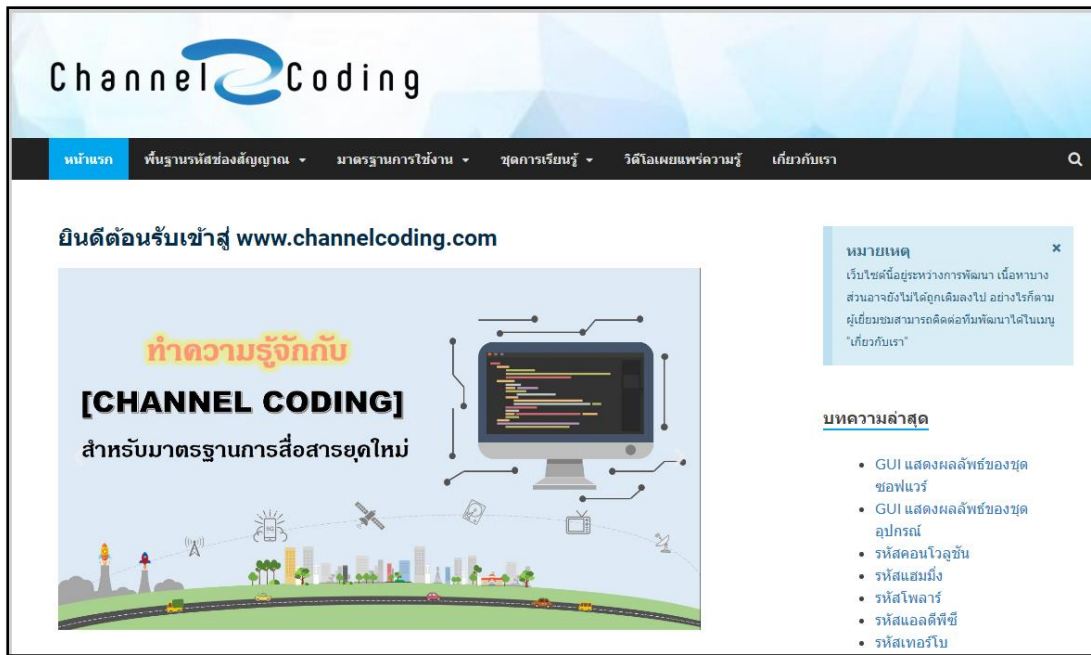 Channel Coding
หน้าแรก พื้นฐานรหัสช่องสัญญาณ มาตรฐานการใช้งาน ชุดการเรียนรู้ วิดีโอเผยแพร่ความรู้ เกี่ยวกับเรา
ยินดีต้อนรับเข้าสู่ www.channelcoding.com
ทำความรู้จักกับ
[CHANNEL CODING]
สำหรับมาตรฐานการสื่อสารยุคใหม่
5G
หมายเหตุ ×
เว็บไซต์นี้อยู่ระหว่างการพัฒนา เนื้อหาบาง
ส่วนอาจยังไม่ได้ถูกเติมลงไป อย่างไรก็ตาม
ผู้เยี่ยมชมสามารถติดต่อทีมพัฒนาได้ในเมนู
"เกี่ยวกับเรา"
บทความล่าสุด
GUI แสดงผลลัพธ์ของชุด
ซอฟแวร์
GUI แสดงผลลัพธ์ของชุด
อุปกรณ์
รหัสคอนโวลูชัน
รหัสแฮมมิ่ง
รหัสโพลาร์
รหัสแอลดีพีซี
รหัสเทอร์โบ